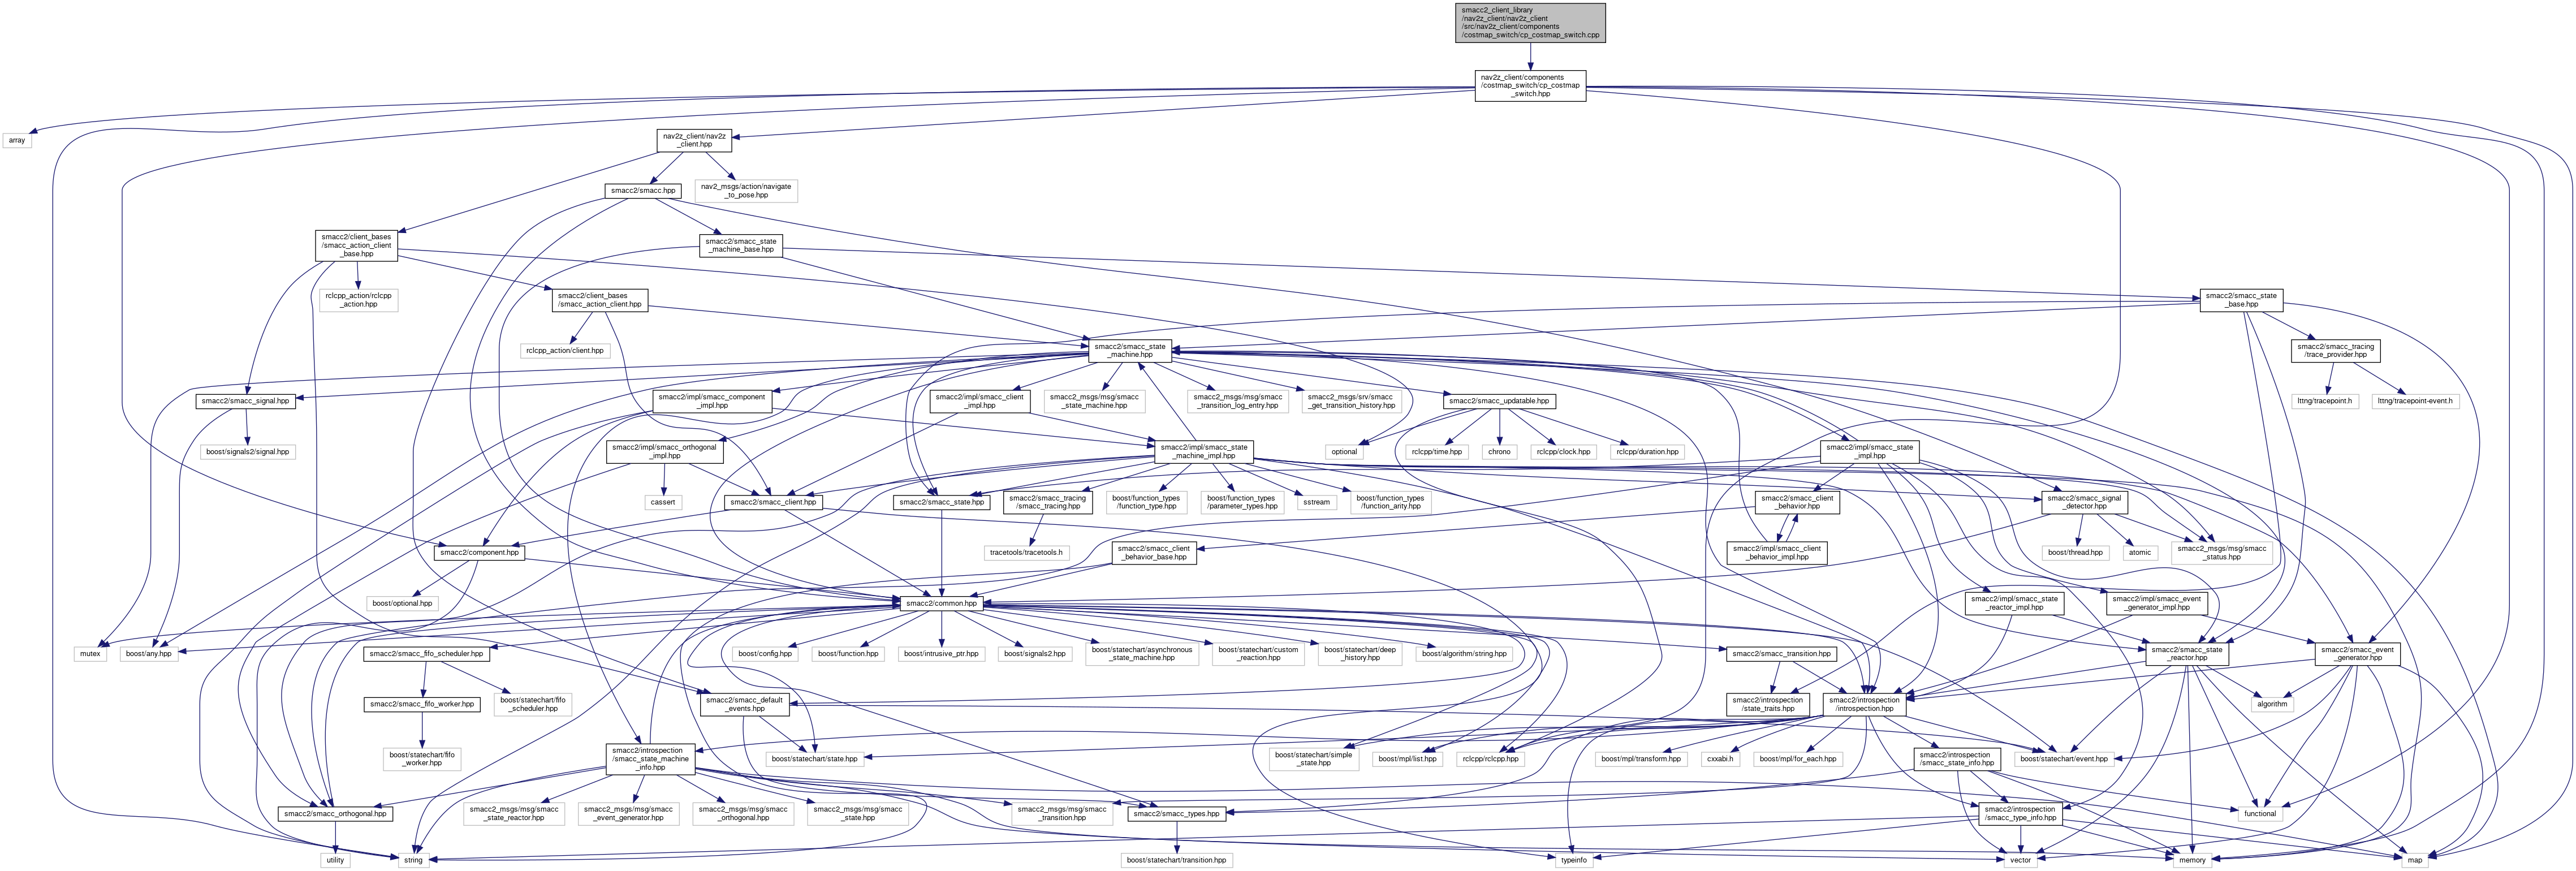 smacc2_client_library
/nav2z_client/nav2z_client
/src/nav2z_client/components
/costmap_switch/cp_costmap_switch.cpp
nav2z_client/components
/costmap_switch/cp_costmap
_switch.hpp
array
nav2z_client/nav2z
_client.hpp
smacc2/smacc.hpp
nav2_msgs/action/navigate
_to_pose.hpp
smacc2/client_bases
/smacc_action_client
_base.hpp
smacc2/smacc_state
_machine_base.hpp
rclcpp_action/rclcpp
_action.hpp
smacc2/client_bases
/smacc_action_client.hpp
smacc2/smacc_state
_base.hpp
rclcpp_action/client.hpp
smacc2/smacc_state
_machine.hpp
smacc2/smacc_tracing
/trace_provider.hpp
smacc2/smacc_signal.hpp
smacc2/impl/smacc_component
_impl.hpp
smacc2/impl/smacc_client
_impl.hpp
smacc2_msgs/msg/smacc
_state_machine.hpp
smacc2_msgs/msg/smacc
_transition_log_entry.hpp
smacc2_msgs/srv/smacc
_get_transition_history.hpp
smacc2/smacc_updatable.hpp
lttng/tracepoint.h
lttng/tracepoint-event.h
boost/signals2/signal.hpp
smacc2/impl/smacc_orthogonal
_impl.hpp
smacc2/impl/smacc_state
_machine_impl.hpp
optional
rclcpp/time.hpp
chrono
rclcpp/clock.hpp
rclcpp/duration.hpp
smacc2/impl/smacc_state
_impl.hpp
cassert
smacc2/smacc_client.hpp
smacc2/smacc_state.hpp
smacc2/smacc_tracing
/smacc_tracing.hpp
boost/function_types
/function_type.hpp
boost/function_types
/parameter_types.hpp
sstream
boost/function_types
/function_arity.hpp
smacc2/smacc_client
_behavior.hpp
smacc2/smacc_signal
_detector.hpp
smacc2/component.hpp
tracetools/tracetools.h
smacc2/smacc_client
_behavior_base.hpp
smacc2/impl/smacc_client
_behavior_impl.hpp
boost/thread.hpp
atomic
smacc2_msgs/msg/smacc
_status.hpp
boost/optional.hpp
smacc2/common.hpp
smacc2/impl/smacc_state
_reactor_impl.hpp
smacc2/impl/smacc_event
_generator_impl.hpp
mutex
boost/any.hpp
smacc2/smacc_fifo_scheduler.hpp
boost/config.hpp
boost/function.hpp
boost/intrusive_ptr.hpp
boost/signals2.hpp
boost/statechart/asynchronous
_state_machine.hpp
boost/statechart/custom
_reaction.hpp
boost/statechart/deep
_history.hpp
boost/algorithm/string.hpp
smacc2/smacc_transition.hpp
smacc2/smacc_state
_reactor.hpp
smacc2/smacc_event
_generator.hpp
smacc2/smacc_fifo_worker.hpp
boost/statechart/fifo
_scheduler.hpp
smacc2/smacc_default
_events.hpp
smacc2/introspection
/state_traits.hpp
smacc2/introspection
/introspection.hpp
algorithm
boost/statechart/fifo
_worker.hpp
smacc2/introspection
/smacc_state_machine
_info.hpp
boost/statechart/state.hpp
boost/statechart/simple
_state.hpp
boost/mpl/list.hpp
rclcpp/rclcpp.hpp
boost/mpl/transform.hpp
cxxabi.h
boost/mpl/for_each.hpp
smacc2/introspection
/smacc_state_info.hpp
boost/statechart/event.hpp
smacc2/smacc_orthogonal.hpp
smacc2_msgs/msg/smacc
_state_reactor.hpp
smacc2_msgs/msg/smacc
_event_generator.hpp
smacc2_msgs/msg/smacc
_orthogonal.hpp
smacc2_msgs/msg/smacc
_state.hpp
smacc2_msgs/msg/smacc
_transition.hpp
smacc2/smacc_types.hpp
smacc2/introspection
/smacc_type_info.hpp
functional
utility
string
boost/statechart/transition.hpp
typeinfo
vector
memory
map